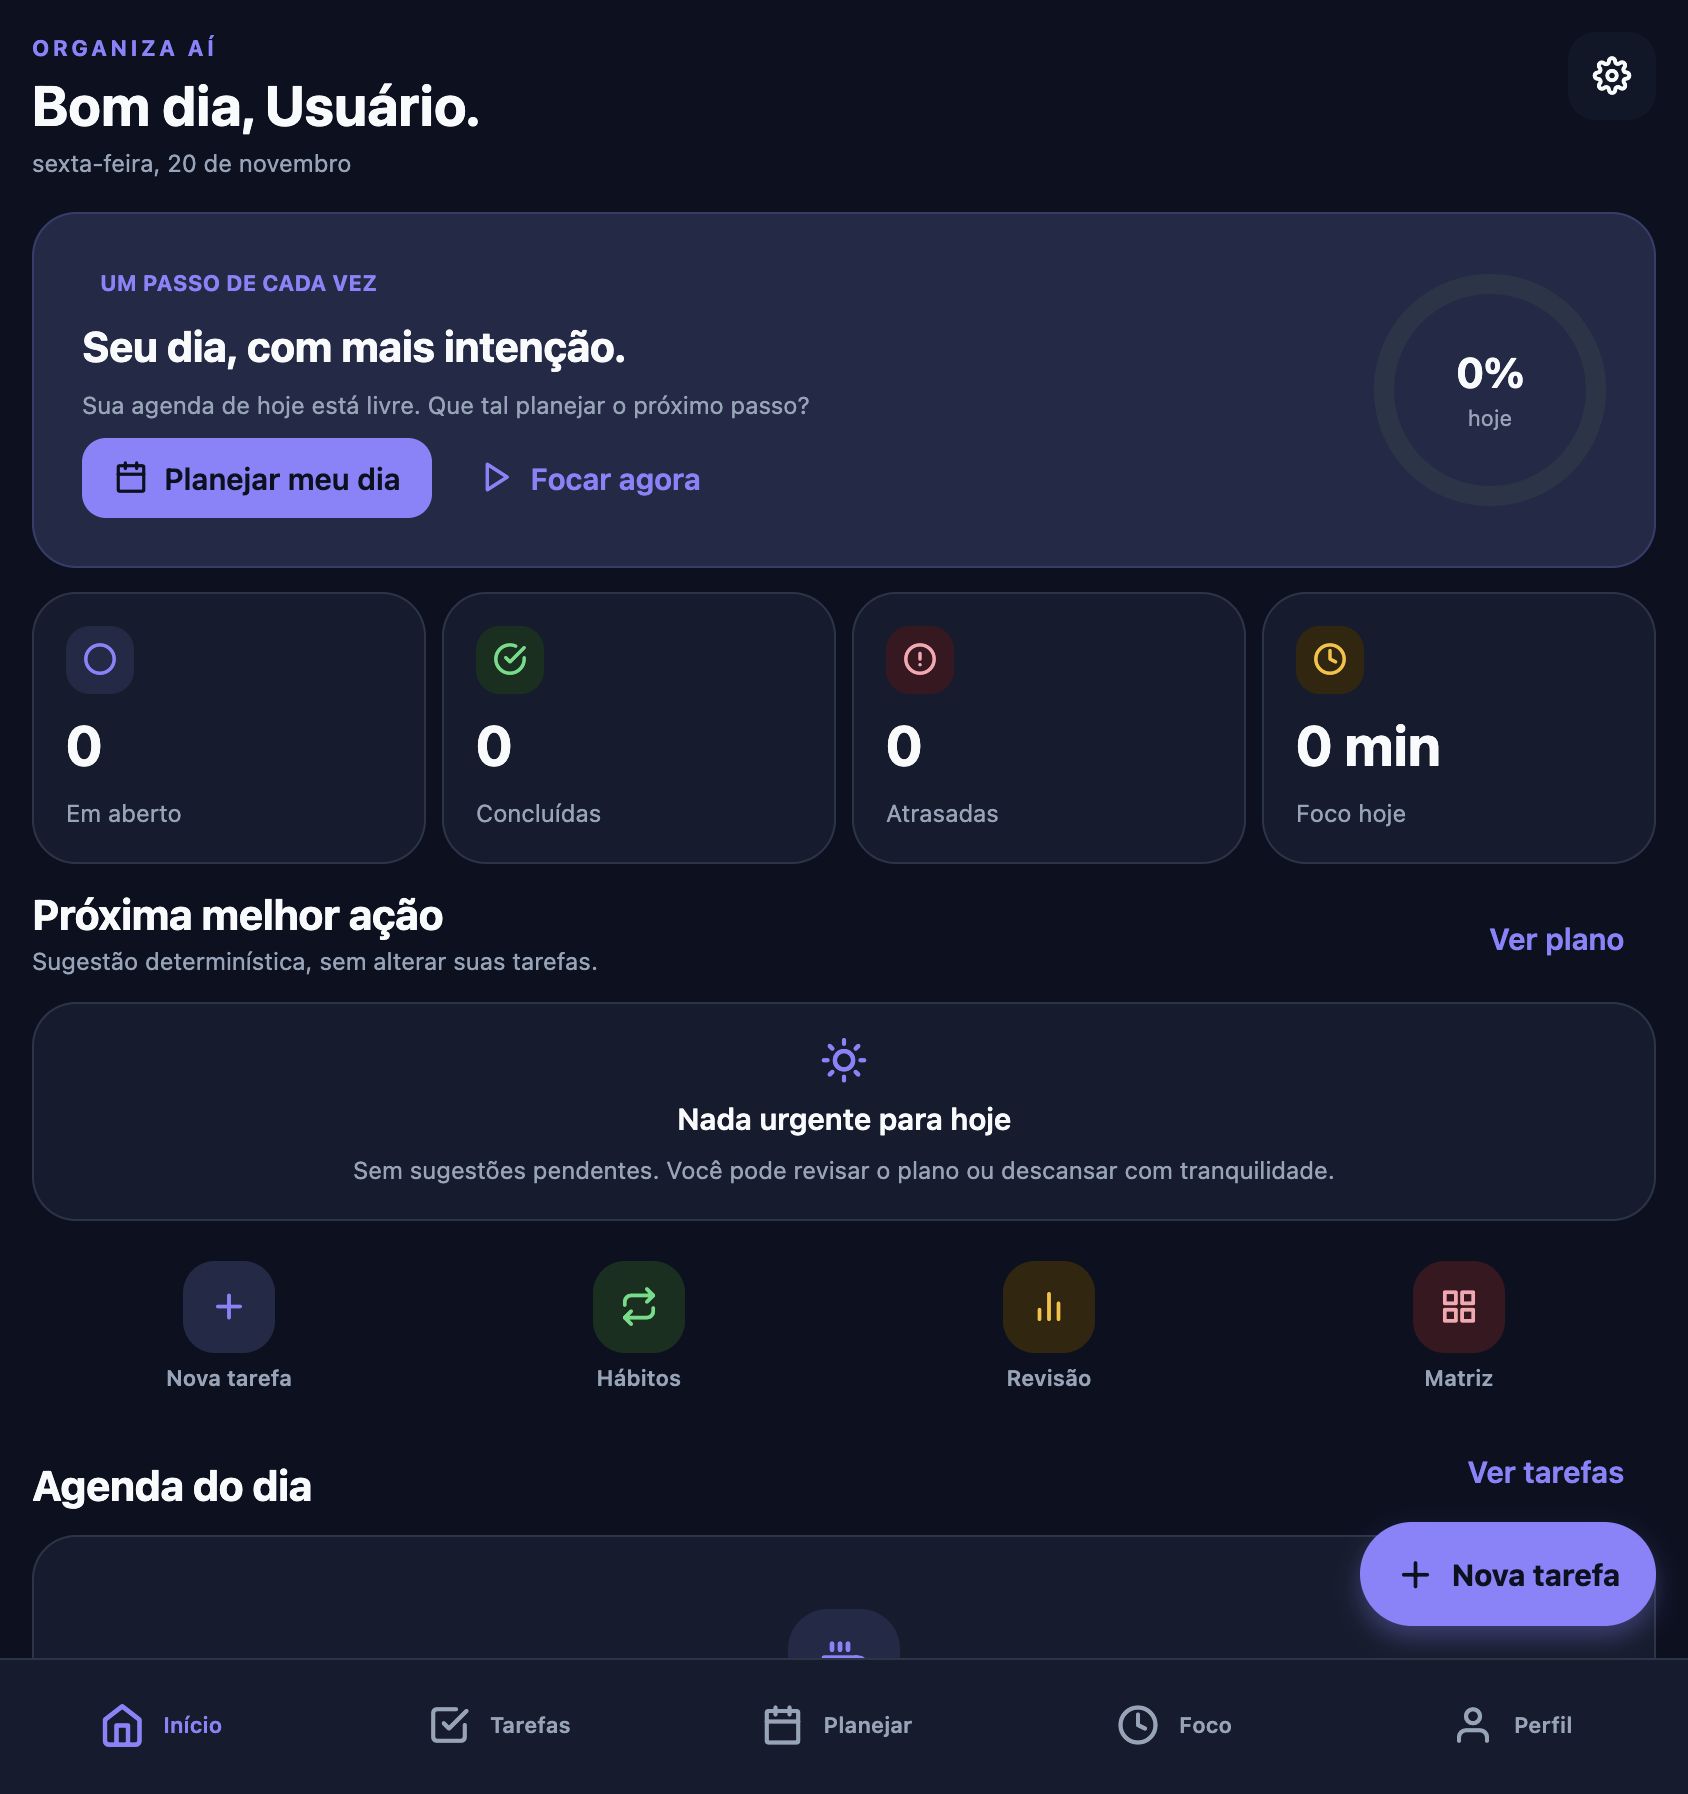 ORGANIZA AÍ
Bom dia, Usuário.
sexta-feira, 20 de novembro
UM PASSO DE CADA VEZ
Seu dia, com mais intenção.
Sua agenda de hoje está livre. Que tal planejar o próximo passo?
Planejar meu dia
Focar agora
0%
hoje
0
Em aberto
0
Concluídas
0
Atrasadas
0 min
Foco hoje
Próxima melhor ação
Sugestão determinística, sem alterar suas tarefas.
Ver plano
Nada urgente para hoje
Sem sugestões pendentes. Você pode revisar o plano ou descansar com tranquilidade.
Nova tarefa
Hábitos
Revisão
Matriz
Agenda do dia
Ver tarefas
Nova tarefa
Início
Tarefas
Planejar
Foco
Perfil